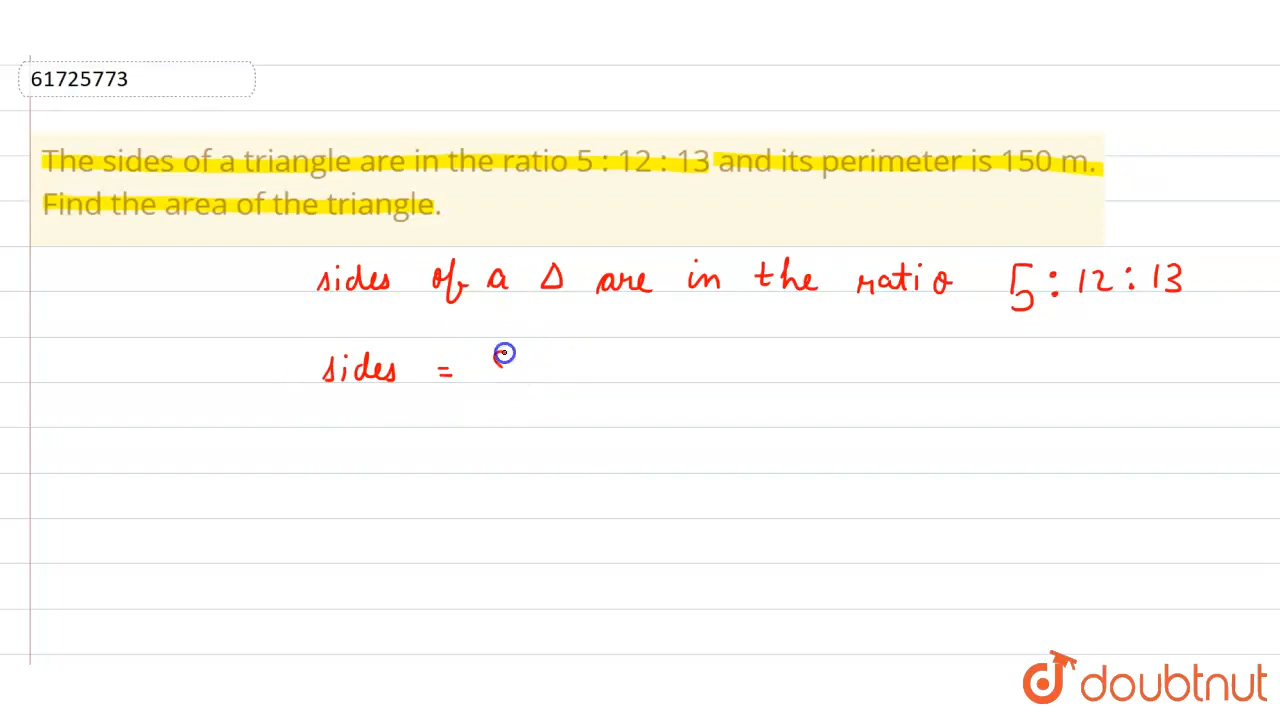 61725773
The sides of a triangle are in the ratio 5 : 12 : 13 and its perimeter is 150 m.
Find the area of the triangle.
sides of a Δ are in the ratio 5 : 12 : 13
sides =
doubtnut